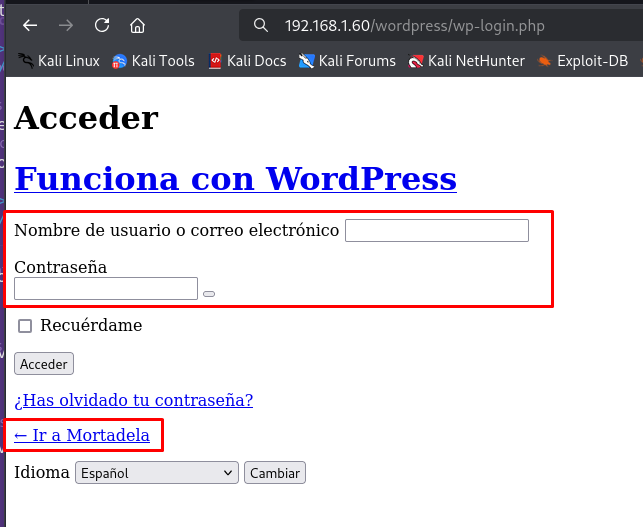 192.168.1.60/wordpress/wp-login.php
Kali Linux Kali Tools Kali Docs Kali Forums Kali NetHunter Exploit-DB
Acceder
Funciona con WordPress
Nombre de usuario o correo electrónico
Contraseña
Recuérdame
Acceder
¿Has olvidado tu contraseña?
← Ir a Mortadela
Idioma Español Cambiar